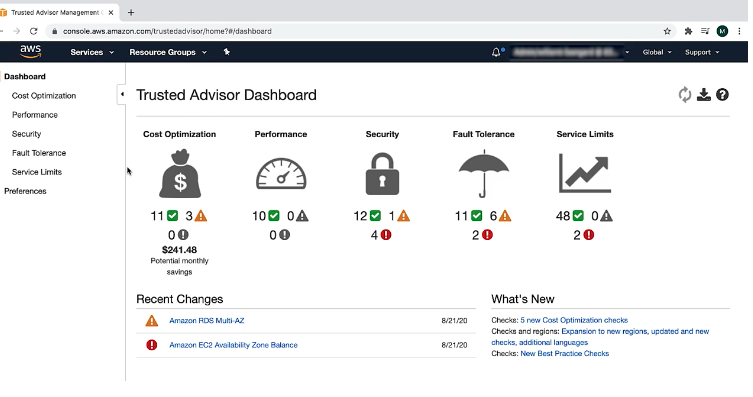 Trusted Advisor Management C
console.aws.amazon.com/trustedadvisor/home?#/dashboard
M
aws Services Resource Groups Global Support
Dashboard
Cost Optimization
Performance
Security
Fault Tolerance
Service Limits
Preferences
Trusted Advisor Dashboard
Cost Optimization Performance Security Fault Tolerance Service Limits
$
11 3 10 0 12 1 11 6 48 0
0 0 4 2 2
$241.48
Potential monthly
savings
Recent Changes
Amazon RDS Multi-AZ 8/21/20
Amazon EC2 Availability Zone Balance 8/21/20
What's New
Checks: 5 new Cost Optimization checks
Checks and regions: Expansion to new regions, updated and new
checks, additional languages
Checks: New Best Practice Checks